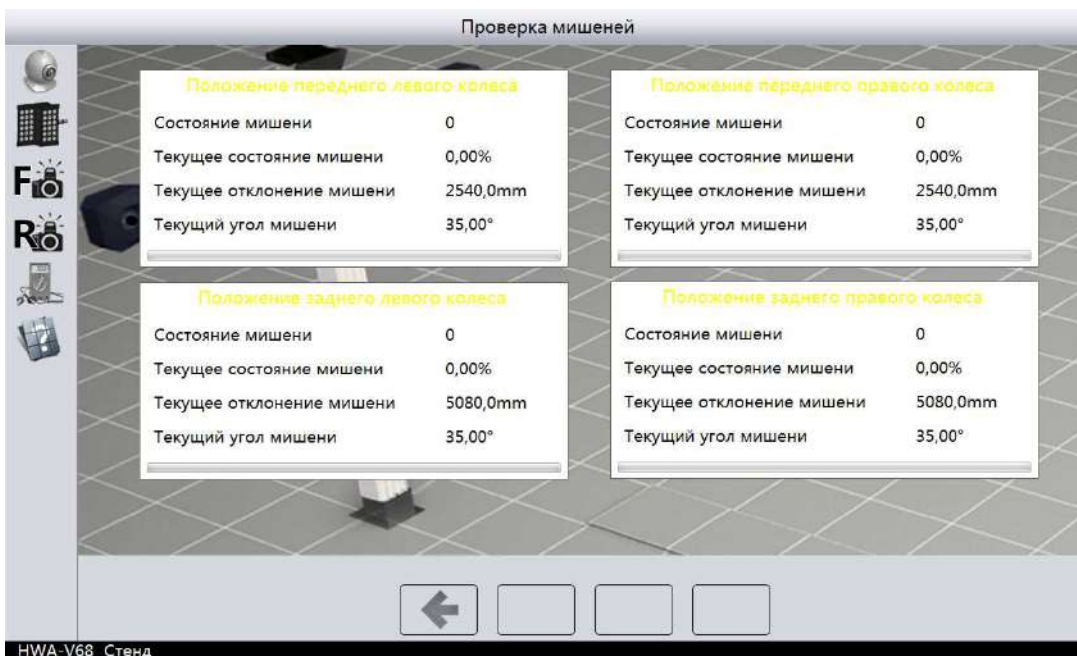 Проверка мишеней
Положение переднего левого колеса
Состояние мишени 0
Текущее состояние мишени 0,00%
Текущее отклонение мишени 2540,0mm
Текущий угол мишени 35,00°
Положение переднего правого колеса
Состояние мишени 0
Текущее состояние мишени 0,00%
Текущее отклонение мишени 2540,0mm
Текущий угол мишени 35,00°
F
R
Положение заднего левого колеса
Состояние мишени 0
Текущее состояние мишени 0,00%
Текущее отклонение мишени 5080,0mm
Текущий угол мишени 35,00°
Положение заднего правого колеса
Состояние мишени 0
Текущее состояние мишени 0,00%
Текущее отклонение мишени 5080,0mm
Текущий угол мишени 35,00°
?
HWA-V68 Стенд